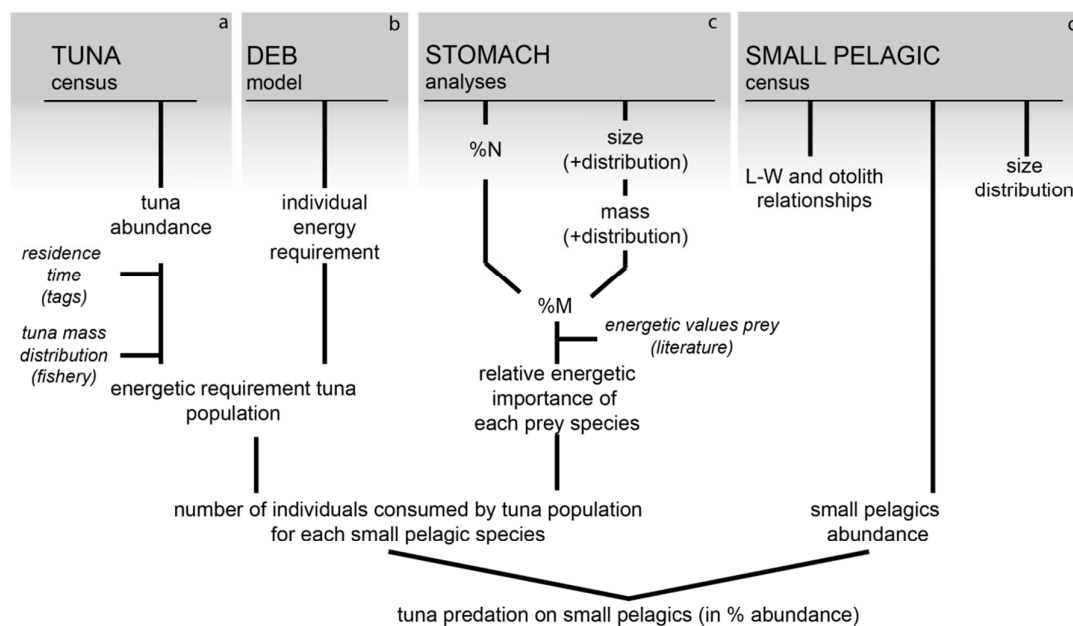 a
TUNA
census
b
DEB
model
c
STOMACH
analyses
d
SMALL PELAGIC
census
%N
size
(+distribution)
L-W and otolith
relationships
size
distribution
tuna
abundance
individual
energy
requirement
mass
(+distribution)
residence
time
(tags)
tuna mass
distribution
(fishery)
%M
energetic values prey
(literature)
energetic requirement tuna
population
relative energetic
importance of
each prey species
number of individuals consumed by tuna population
for each small pelagic species
small pelagics
abundance
tuna predation on small pelagics (in % abundance)